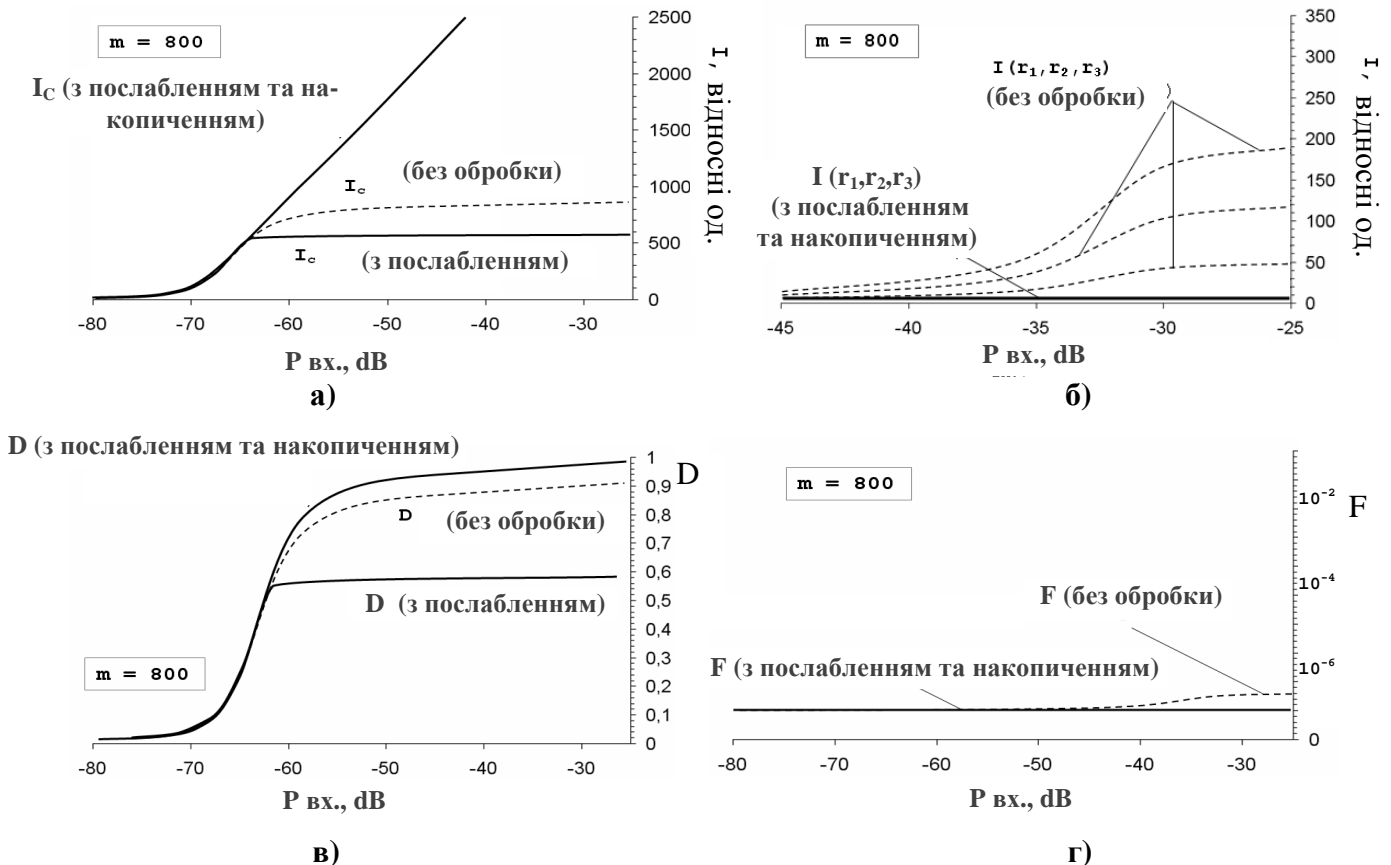 m = 800
I_C (з послабленням та на-
копиченням)
(без обробки)
I_c
I_c
(з послабленням)
2500
2000
1500
1000
500
0
I, відносні од.
-80 -70 -60 -50 -40 -30
P вх., dB
а)
m = 800
I(r₁,r₂,r₃)
(без обробки)
I (r₁,r₂,r₃)
(з послабленням
та накопиченням)
350
300
250
200
150
100
50
0
I, відносні од.
-45 -40 -35 -30 -25
P вх., dB
б)
D (з послабленням та накопиченням)
D
(без обробки)
D (з послабленням)
m = 800
1
0,9
0,8
0,7
0,6
0,5
0,4
0,3
0,2
0,1
0
D
-80 -70 -60 -50 -40 -30
P вх., dB
в)
m = 800
F (без обробки)
F (з послабленням та накопиченням)
10⁻²
10⁻⁴
10⁻⁶
0
F
-80 -70 -60 -50 -40 -30
P вх., dB
г)